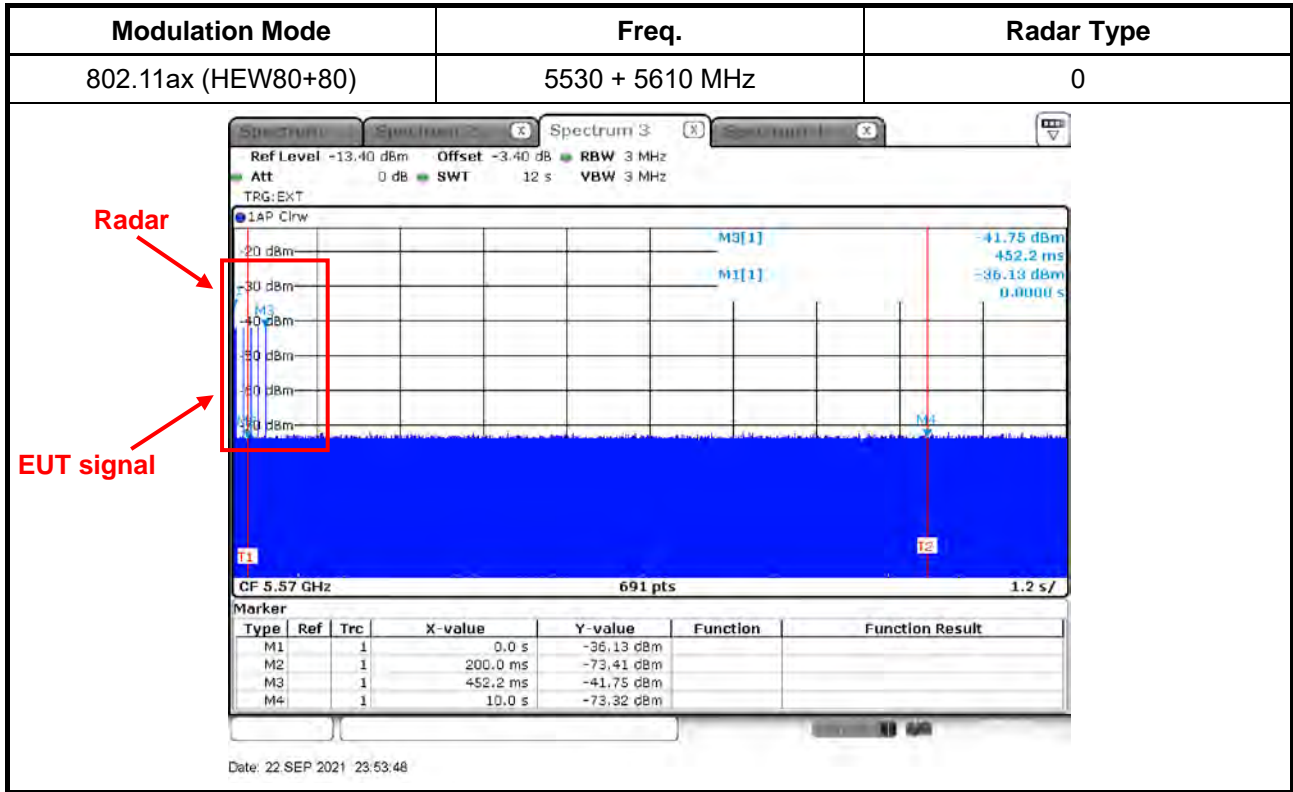 Modulation Mode Freq. Radar Type
802.11ax (HEW80+80) 5530 + 5610 MHz 0
Spectrum 3
Ref Level -13.40 dBm Offset -3.40 dB RBW 3 MHz
Att 0 dB SWT 12 s VBW 3 MHz
TRG:EXT
1AP Clrw
Radar
M3[1] -41.75 dBm
452.2 ms
-20 dBm
M1[1] -36.13 dBm
0.0000 s
-30 dBm
M3
-40 dBm
-50 dBm
-60 dBm
-70 dBm
M4
EUT signal
T1 T2
CF 5.57 GHz 691 pts 1.2 s/
Marker
Type Ref Trc X-value Y-value Function Function Result
M1 1 0.0 s -36.13 dBm
M2 1 200.0 ms -73.41 dBm
M3 1 452.2 ms -41.75 dBm
M4 1 10.0 s -73.32 dBm
Date: 22.SEP 2021 23:53:48